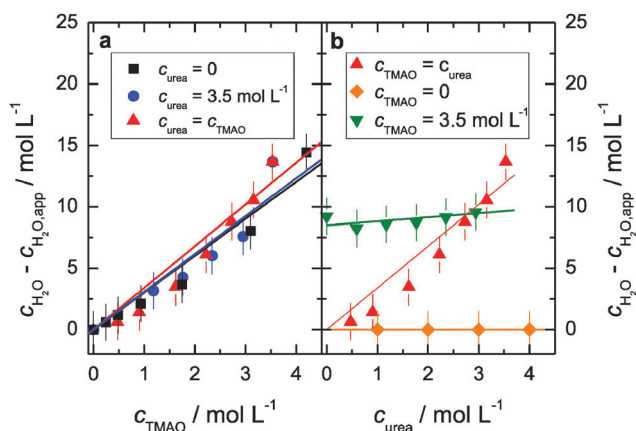 a
c_urea = 0
c_urea = 3.5 mol L⁻¹
c_urea = c_TMAO
b
c_TMAO = c_urea
c_TMAO = 0
c_TMAO = 3.5 mol L⁻¹
25
20
15
10
5
0
c_H₂O - c_H₂O,app / mol L⁻¹
0 1 2 3 4
c_TMAO / mol L⁻¹
0 1 2 3 4
c_urea / mol L⁻¹
25
20
15
10
5
0
c_H₂O - c_H₂O,app / mol L⁻¹